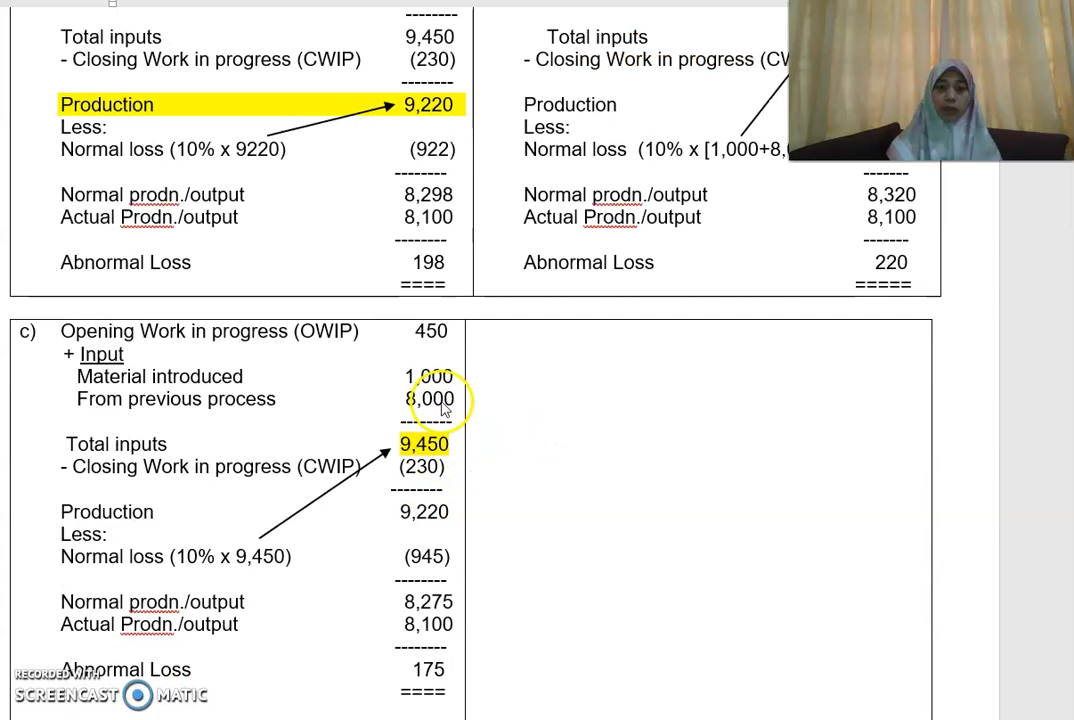 --------
Total inputs 9,450
- Closing Work in progress (CWIP) (230)
--------
Production 9,220
Less:
Normal loss (10% x 9220) (922)
--------
Normal prodn./output 8,298
Actual Prodn./output 8,100
--------
Abnormal Loss 198
====
Total inputs
- Closing Work in progress
Production
Less:
Normal loss (10% x [1,000+8,
-------
Normal prodn./output 8,320
Actual Prodn./output 8,100
-------
Abnormal Loss 220
=====
c) Opening Work in progress (OWIP) 450
+ Input
Material introduced 1,000
From previous process 8,000
--------
Total inputs 9,450
- Closing Work in progress (CWIP) (230)
--------
Production 9,220
Less:
Normal loss (10% x 9,450) (945)
--------
Normal prodn./output 8,275
Actual Prodn./output 8,100
--------
Abnormal Loss 175
====
RECORDED WITH
SCREENCAST MATIC